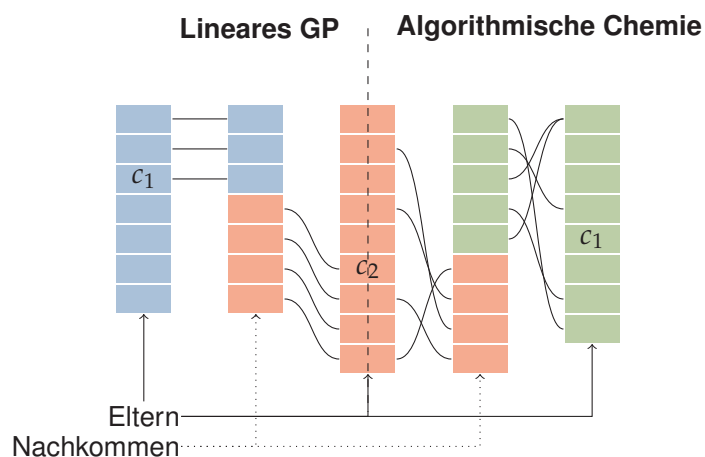 Lineares GP
Algorithmische Chemie
c1
c2
c1
Eltern
Nachkommen